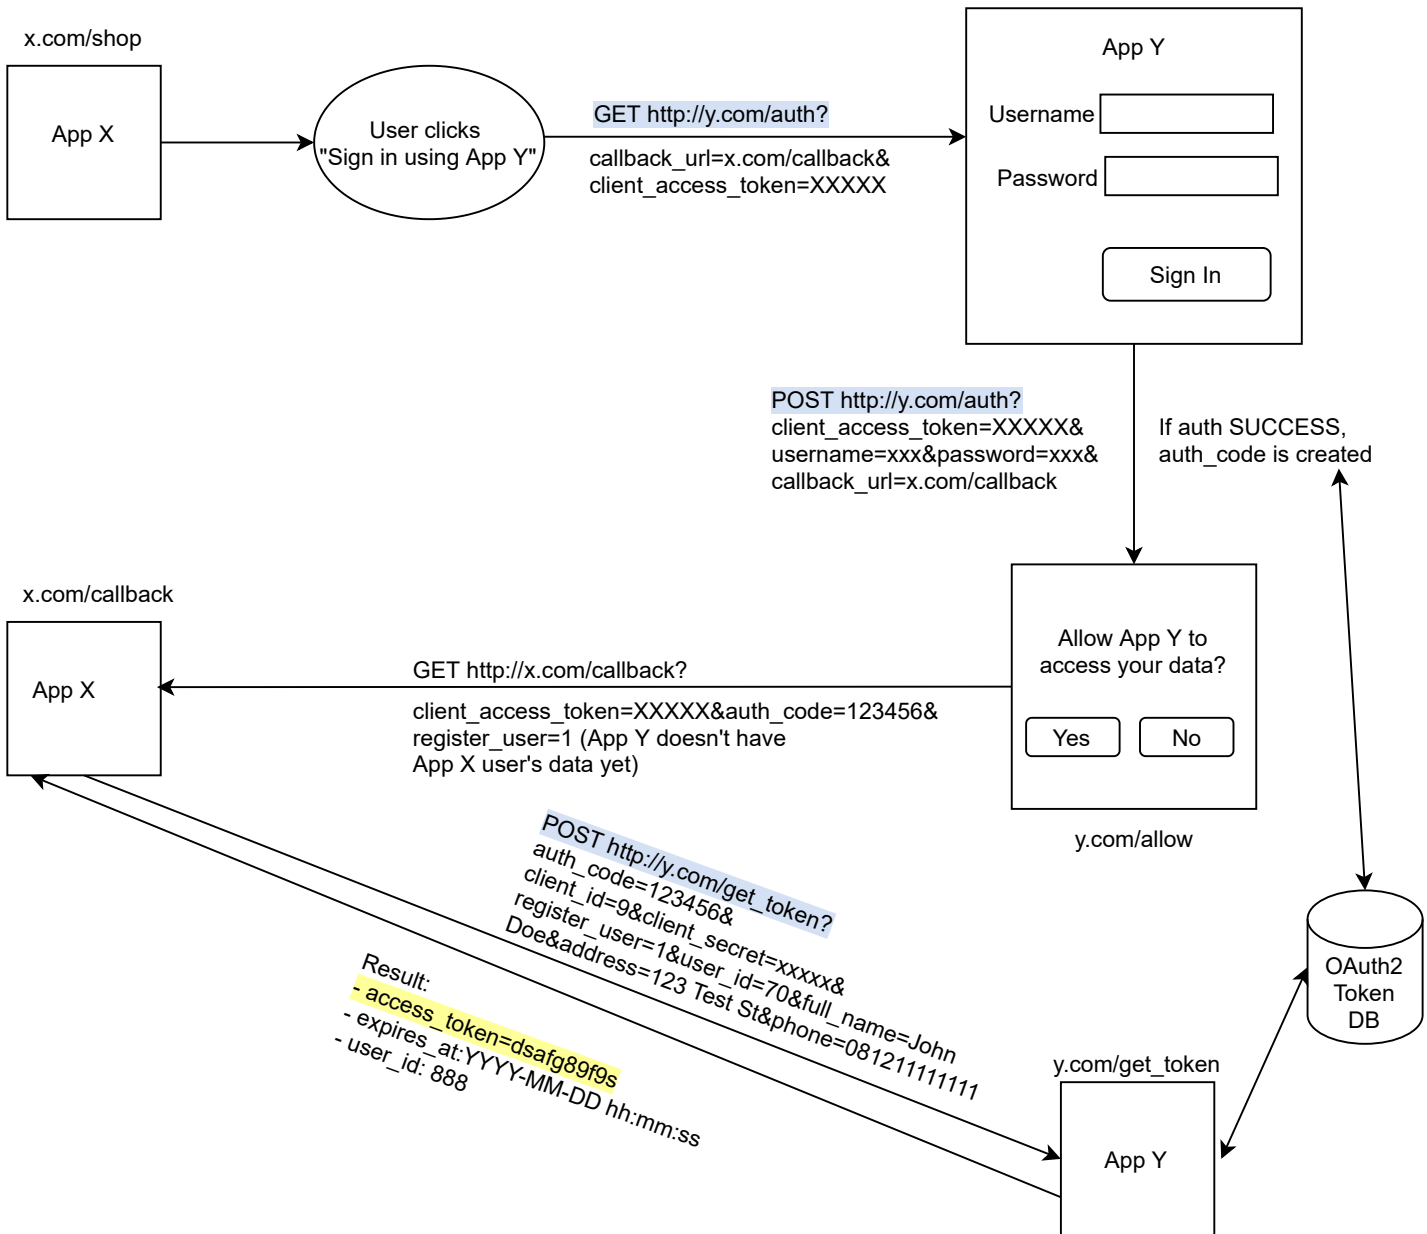 x.com/shop
App X
User clicks
"Sign in using App Y"
GET http://y.com/auth?
callback_url=x.com/callback&
client_access_token=XXXXX
App Y
Username
Password
Sign In
POST http://y.com/auth?
client_access_token=XXXXX&
username=xxx&password=xxx&
callback_url=x.com/callback
If auth SUCCESS,
auth_code is created
Allow App Y to
access your data?
Yes
No
y.com/allow
x.com/callback
App X
GET http://x.com/callback?
client_access_token=XXXXX&auth_code=123456&
register_user=1 (App Y doesn't have
App X user's data yet)
POST http://y.com/get_token?
auth_code=123456&
client_id=9&client_secret=xxxxx&
register_user=1&user_id=70&full_name=John
Doe&address=123 Test St&phone=081211111111
Result:
- access_token=dsafg89f9s
- expires_at:YYYY-MM-DD hh:mm:ss
- user_id: 888
OAuth2
Token
DB
y.com/get_token
App Y